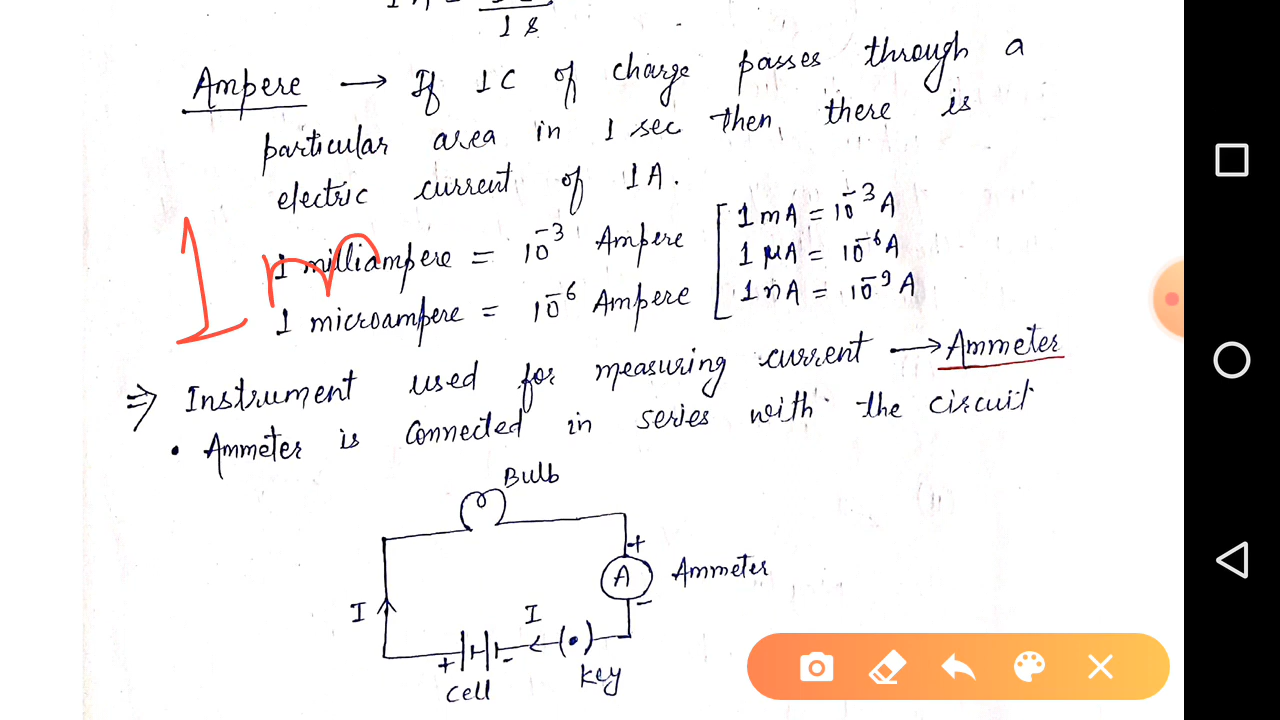 1 s
Ampere → If 1C of charge passes through a
particular area in 1 sec then, there is
electric current of 1A.
1 milliampere = 10⁻³ Ampere
1 microampere = 10⁻⁶ Ampere
1 mA = 10⁻³ A
1 μA = 10⁻⁶ A
1 nA = 10⁻⁹ A
1 m
⇒ Instrument used for measuring current → Ammeter
• Ammeter is connected in series with the circuit
Bulb
+
A
Ammeter
-
I
I
+
-
Cell
(•)
Key